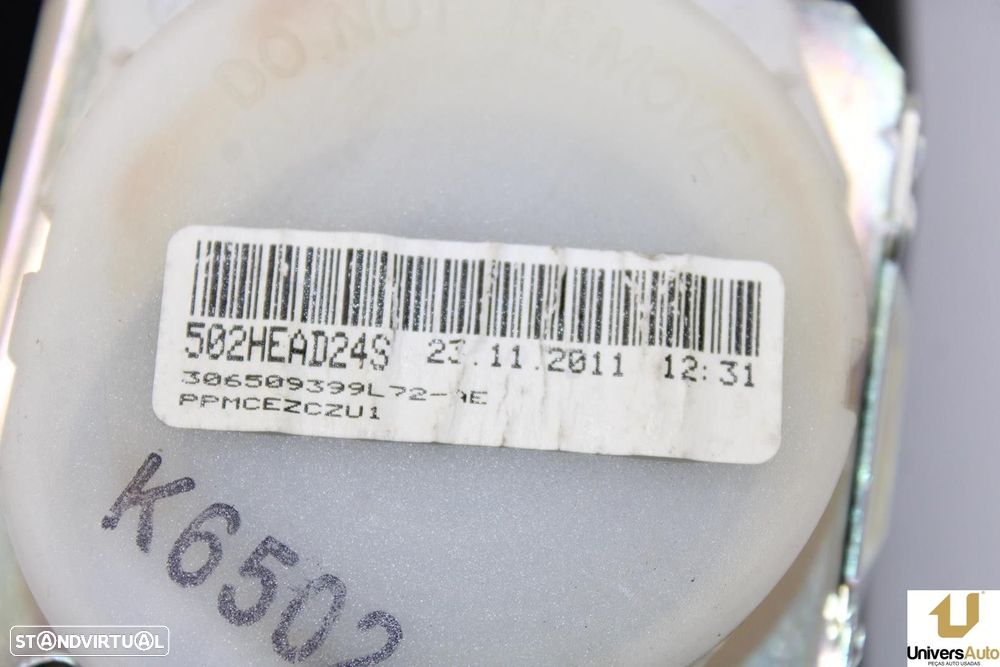 DO NOT REMOVE
502HEAD24S 23.11.2011 12:31
306509399L72-AE
PPMCEZCZU1
K6502
STANDVIRTUAL
UniversAuto
PEÇAS AUTO USADAS